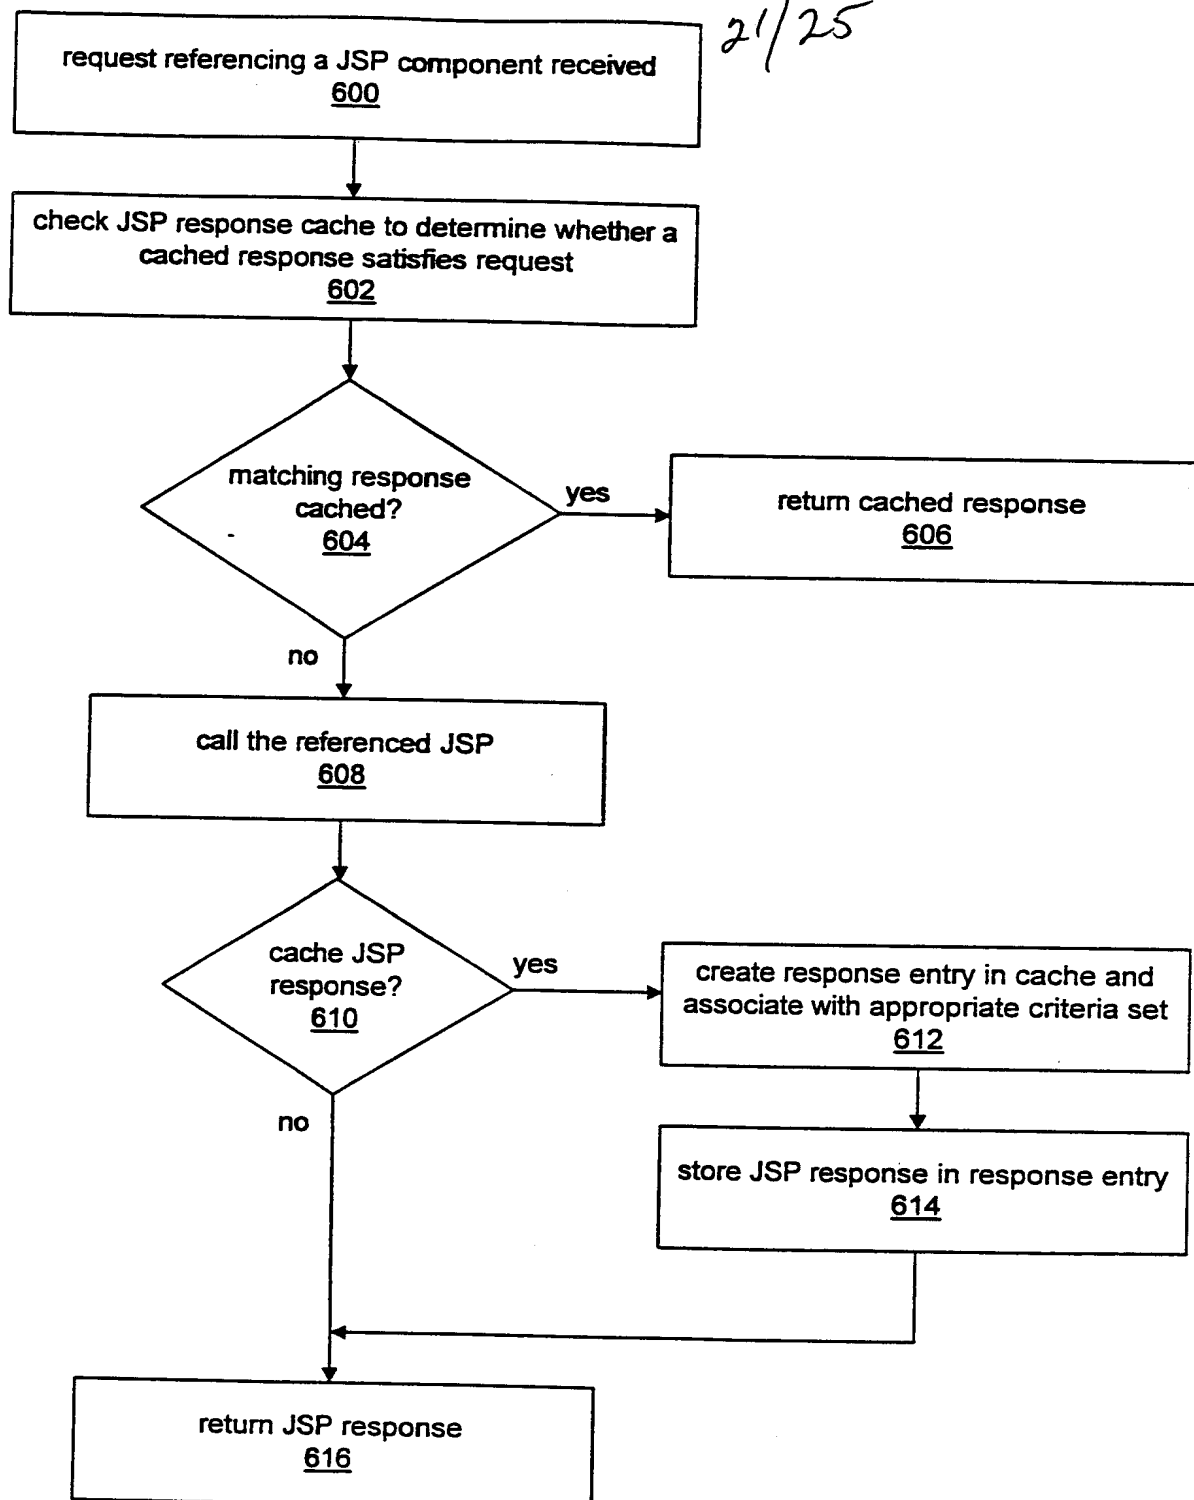 21/25
request referencing a JSP component received
600
check JSP response cache to determine whether a
cached response satisfies request
602
matching response
cached?
604
yes
return cached response
606
no
call the referenced JSP
608
cache JSP
response?
610
yes
create response entry in cache and
associate with appropriate criteria set
612
no
store JSP response in response entry
614
return JSP response
616